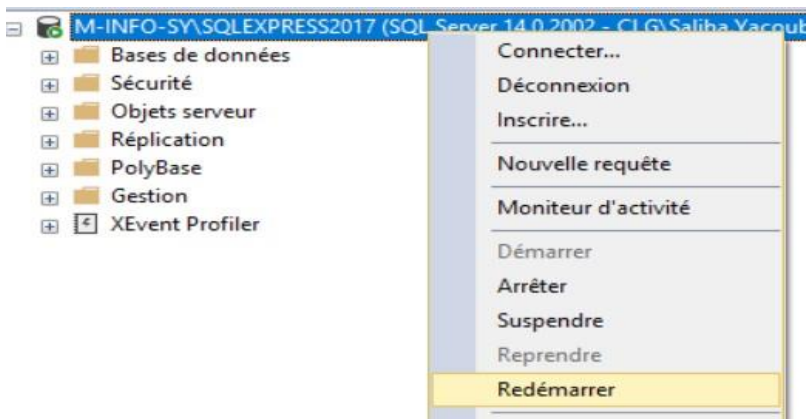 M-INFO-SY\SQLEXPRESS2017 (SQL Server 14.0.2002 - CLG\Saliha Yacoub
Bases de données
Sécurité
Objets serveur
Réplication
PolyBase
Gestion
XEvent Profiler
Connecter...
Déconnexion
Inscrire...
Nouvelle requête
Moniteur d'activité
Démarrer
Arrêter
Suspendre
Reprendre
Redémarrer